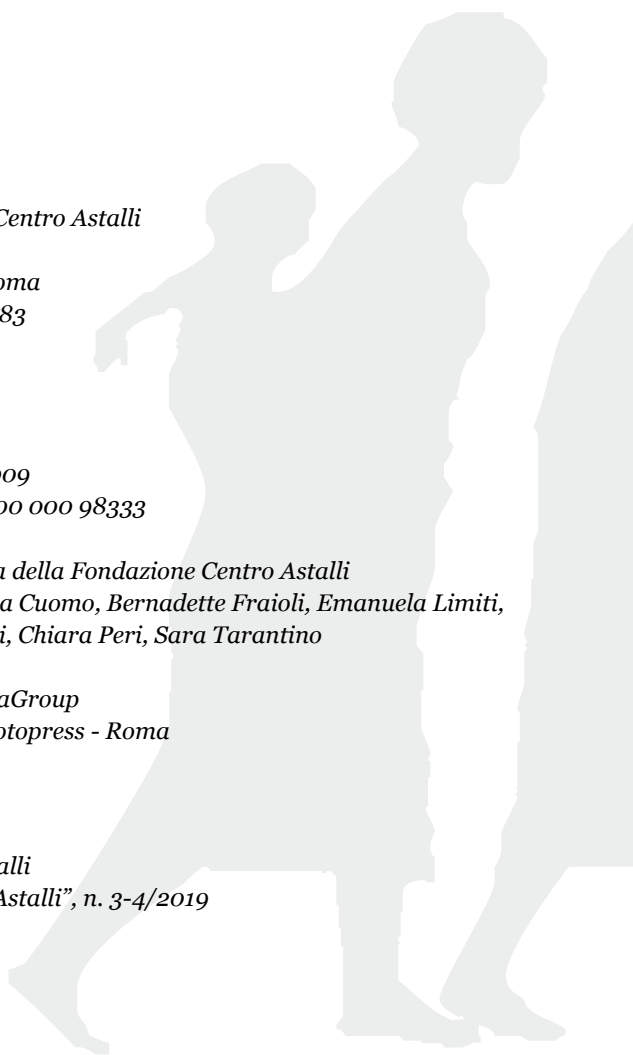 Centro Astalli
oma
83
009
00 000 98333
a della Fondazione Centro Astalli
a Cuomo, Bernadette Fraioli, Emanuela Limiti,
i, Chiara Peri, Sara Tarantino
aGroup
otopress - Roma
alli
Astalli”, n. 3-4/2019